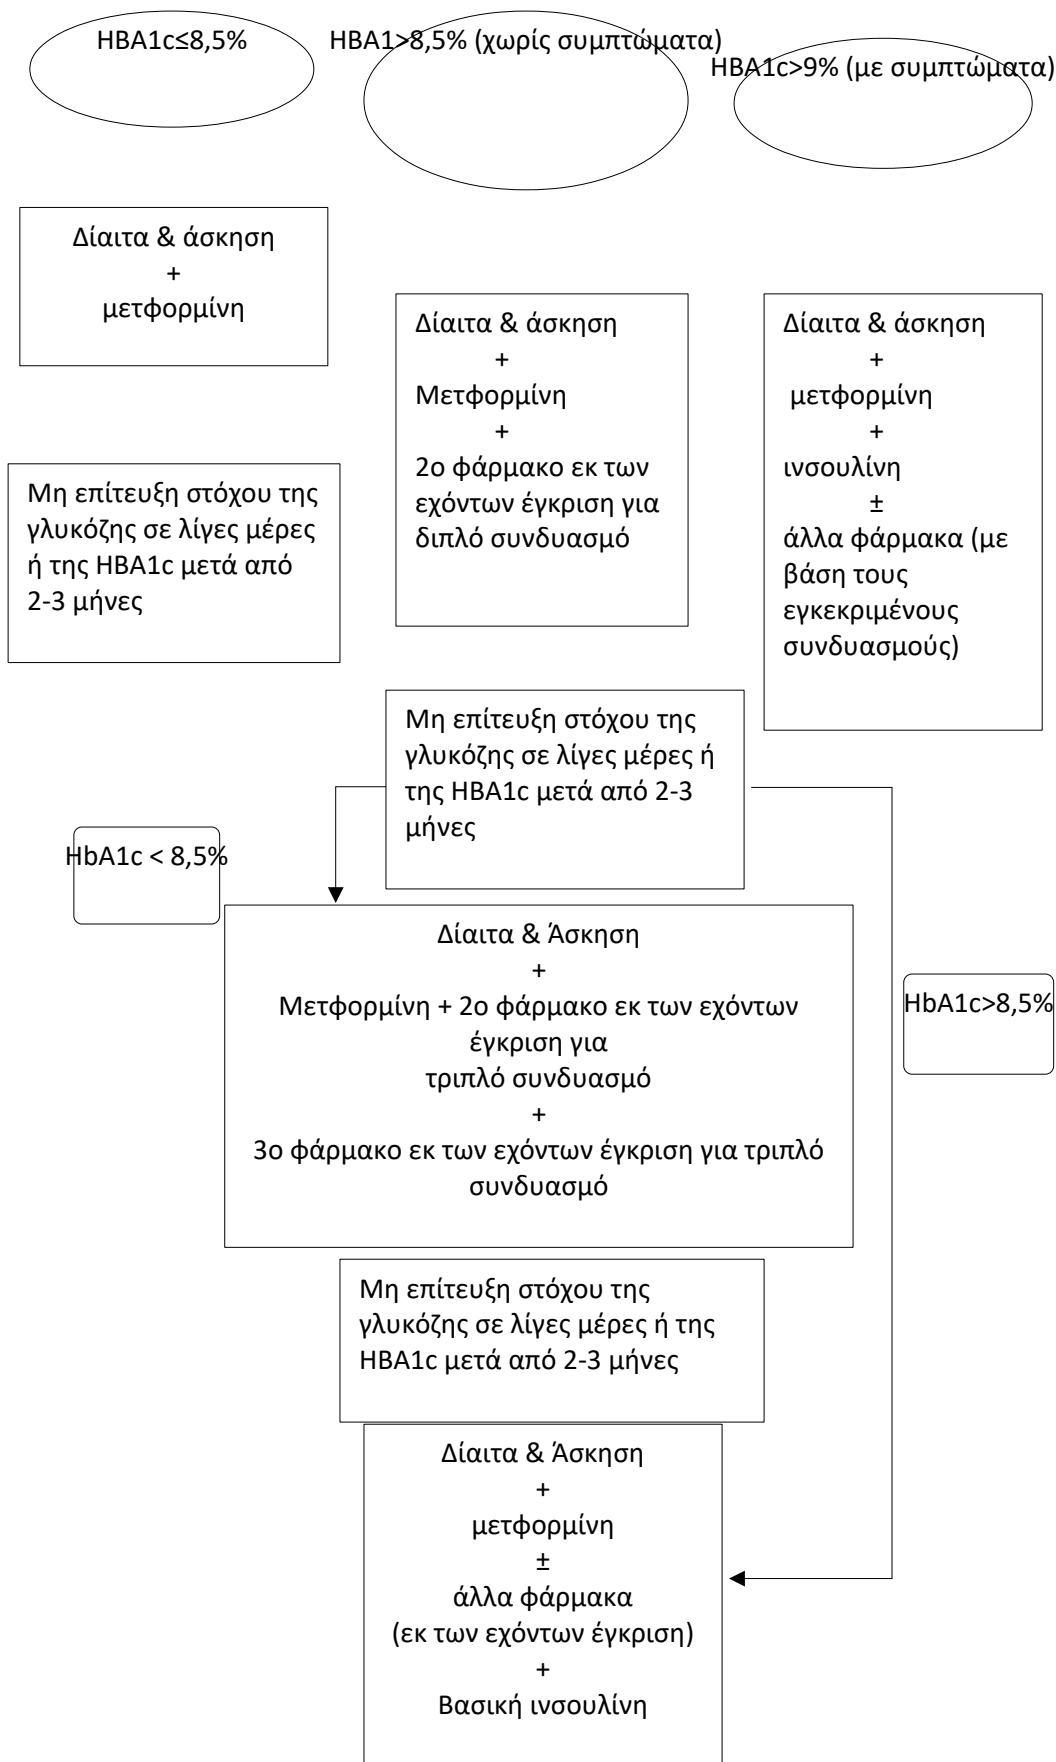 HBA1c≤8,5%
HBA1>8,5% (χωρίς συμπτώματα)
HBA1c>9% (με συμπτώματα)
Δίαιτα & άσκηση
+
μετφορμίνη
Δίαιτα & άσκηση
+
Μετφορμίνη
+
2ο φάρμακο εκ των
εχόντων έγκριση για
διπλό συνδυασμό
Δίαιτα & άσκηση
+
μετφορμίνη
+
ινσουλίνη
±
άλλα φάρμακα (με
βάση τους
εγκεκριμένους
συνδυασμούς)
Μη επίτευξη στόχου της
γλυκόζης σε λίγες μέρες
ή της HBA1c μετά από
2-3 μήνες
Μη επίτευξη στόχου της
γλυκόζης σε λίγες μέρες ή
της HBA1c μετά από 2-3
μήνες
HbA1c < 8,5%
Δίαιτα & Άσκηση
+
Μετφορμίνη + 2ο φάρμακο εκ των εχόντων
έγκριση για
τριπλό συνδυασμό
+
3ο φάρμακο εκ των εχόντων έγκριση για τριπλό
συνδυασμό
HbA1c>8,5%
Μη επίτευξη στόχου της
γλυκόζης σε λίγες μέρες ή της
HBA1c μετά από 2-3 μήνες
Δίαιτα & Άσκηση
+
μετφορμίνη
±
άλλα φάρμακα
(εκ των εχόντων έγκριση)
+
Βασική ινσουλίνη